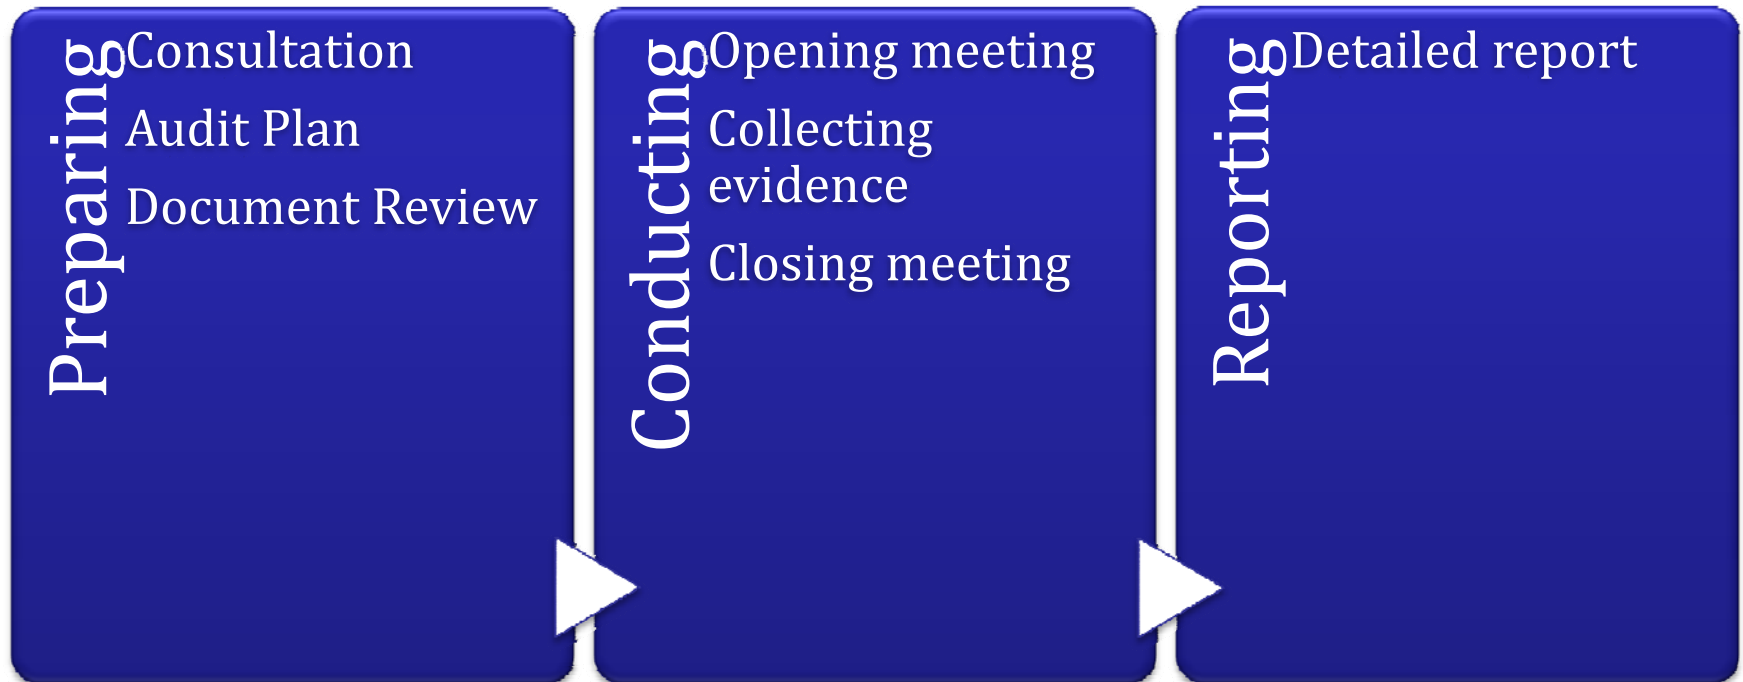 Preparing
Consultation
Audit Plan
Document Review
Conducting
Opening meeting
Collecting
evidence
Closing meeting
Reporting
Detailed report